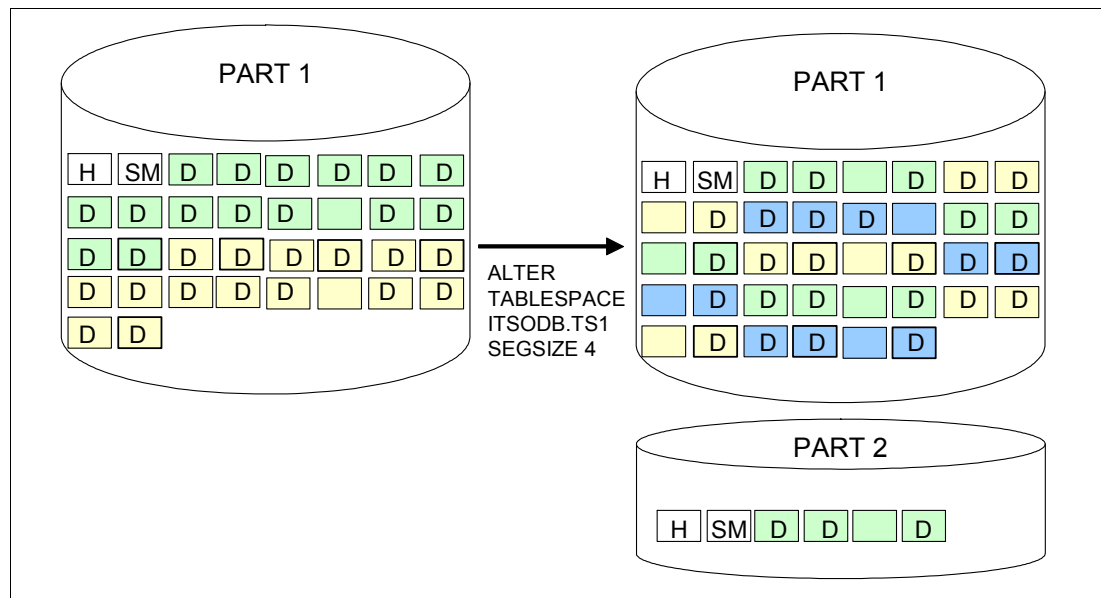 PART 1
H SM D D D D D D
D D D D D D D
D D D D D D D D
D D D D D D D
D D
ALTER
TABLESPACE
ITSODB.TS1
SEGSIZE 4
PART 1
H SM D D D D D
D D D D D D
D D D D D D
D D D D D D
D D D D
PART 2
H SM D D D